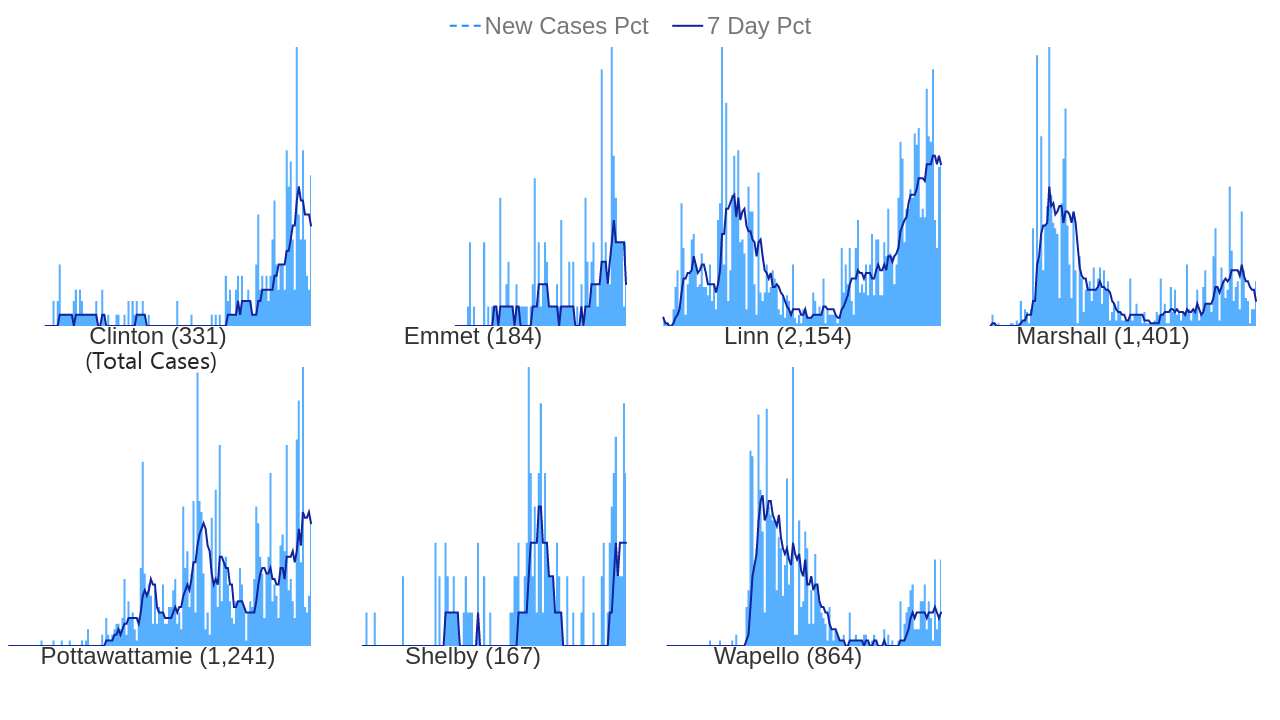 New Cases Pct 7 Day Pct
Clinton (331) Emmet (184) Linn (2,154) Marshall (1,401)
(Total Cases)
Pottawattamie (1,241) Shelby (167) Wapello (864)